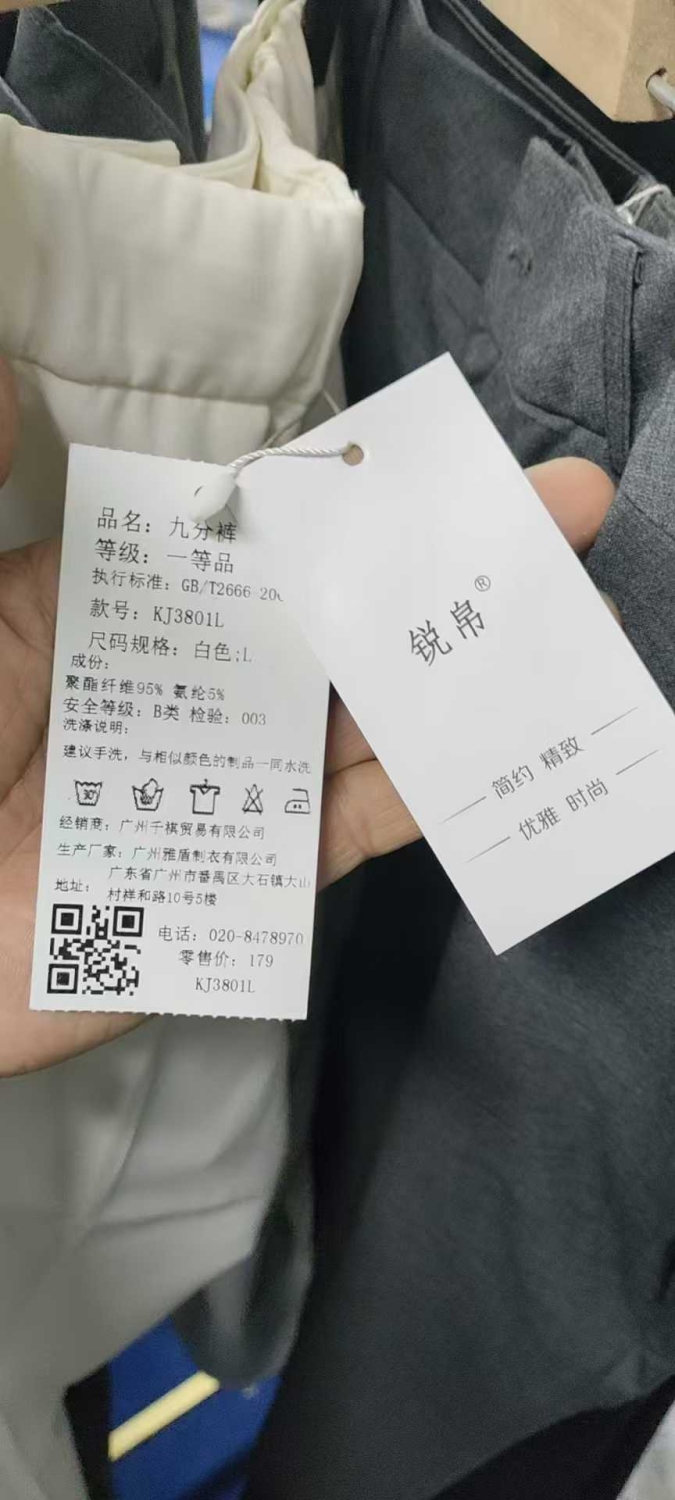 品名: 九分裤
等级: 一等品
执行标准: GB/T2666-20
款号: KJ3801L
尺码规格: 白色;L
成份:
聚酯纤维95% 氨纶5%
安全等级: B类 检验: 003
洗涤说明:
建议手洗, 与相似颜色的制品一同水洗
30°
经销商: 广州千祺贸易有限公司
生产厂家: 广州雅盾制衣有限公司
地址: 广东省广州市番禺区大石镇大山
村祥和路10号5楼
电话: 020-8478970
零售价: 179
KJ3801L
锐帛®
简约 精致
优雅 时尚